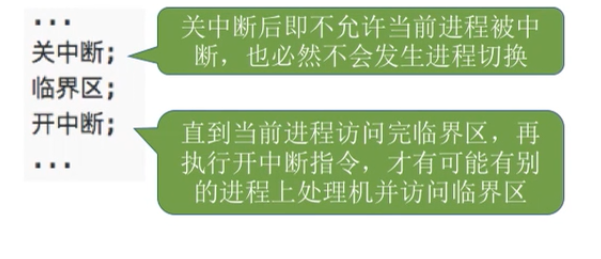 ...
关中断;
临界区;
开中断;
...
关中断后即不允许当前进程被中
断，也必然不会发生进程切换
直到当前进程访问完临界区，再
执行开中断指令，才有可能有别
的进程上处理机并访问临界区